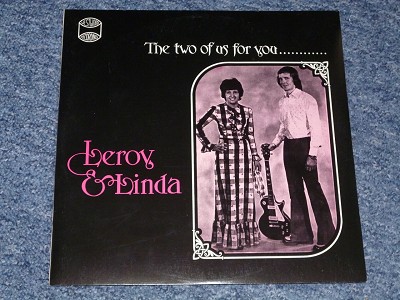 The two of us for you............
Leroy
& Linda